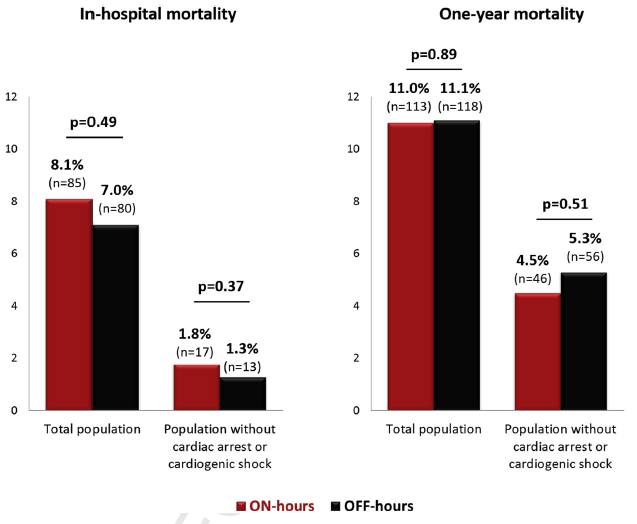 In-hospital mortality
p=0.49
8.1%
(n=85)
7.0%
(n=80)
p=0.37
1.8%
(n=17)
1.3%
(n=13)
12
10
8
6
4
2
0
Total population
Population without
cardiac arrest or
cardiogenic shock
One-year mortality
p=0.89
11.0%
(n=113)
11.1%
(n=118)
p=0.51
4.5%
(n=46)
5.3%
(n=56)
12
10
8
6
4
2
0
Total population
Population without
cardiac arrest or
cardiogenic shock
ON-hours OFF-hours